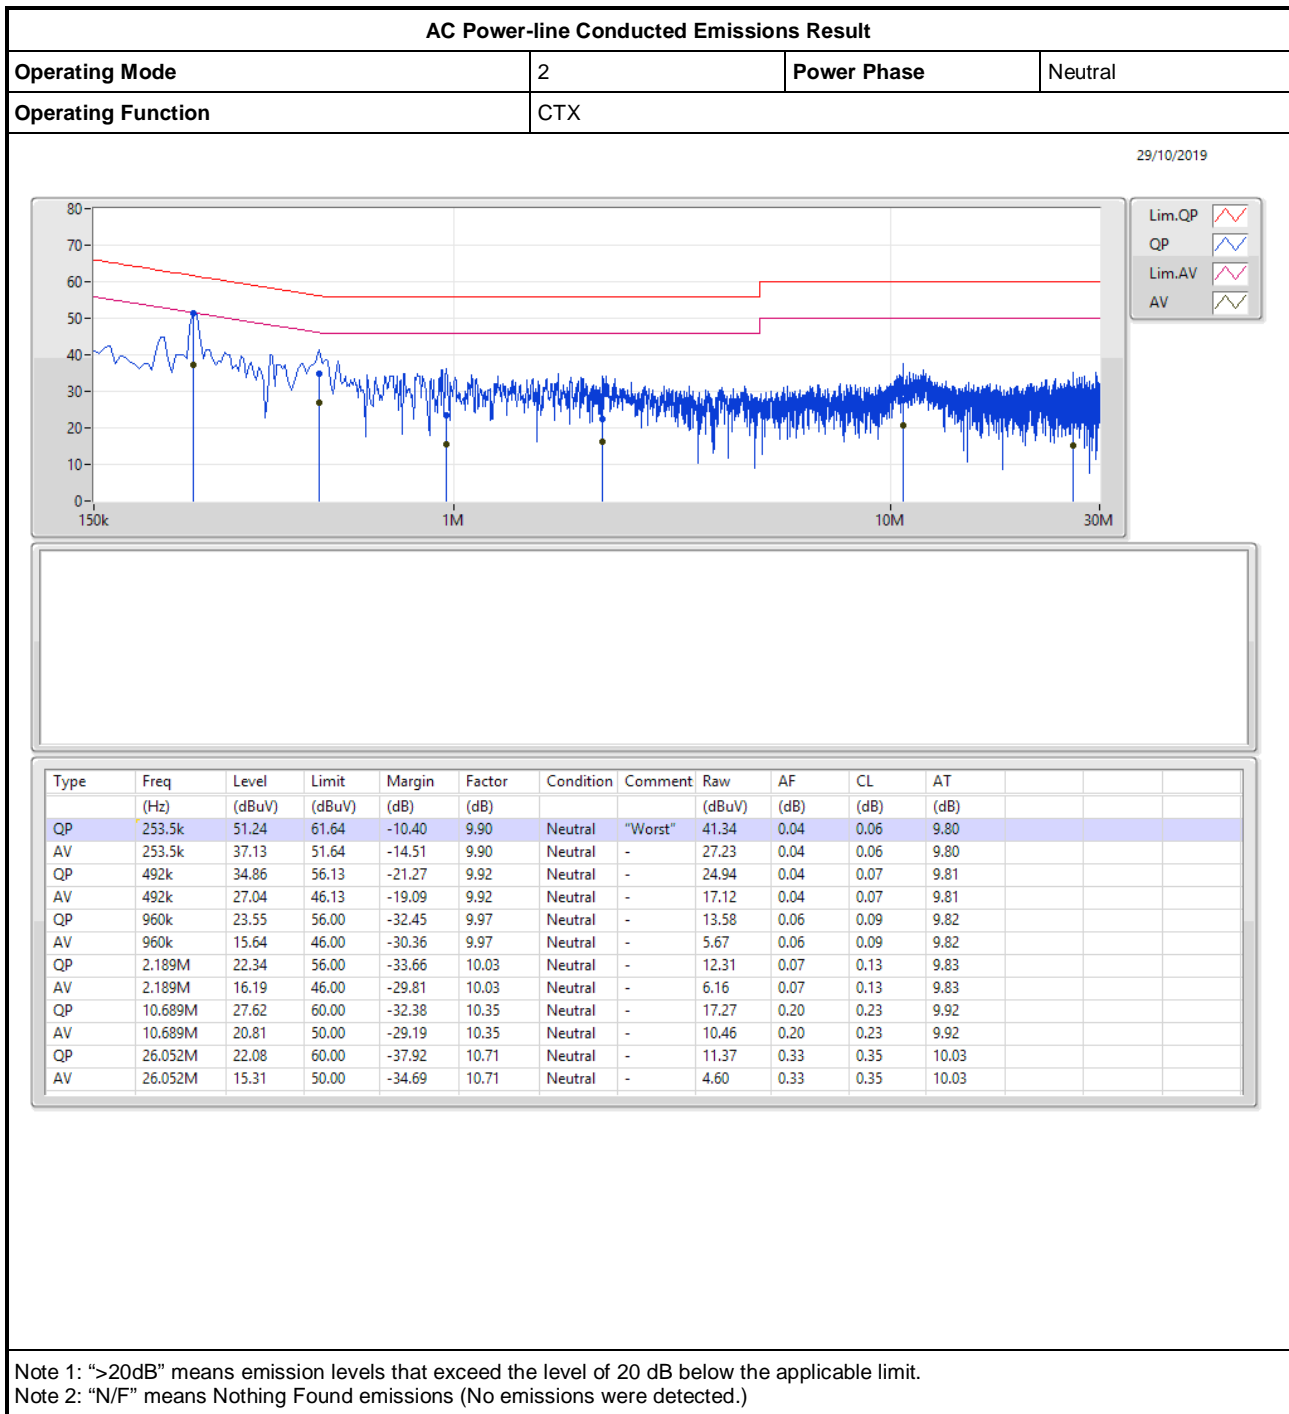 AC Power-line Conducted Emissions Result
Operating Mode 2 Power Phase Neutral
Operating Function CTX
29/10/2019
80
70
60
50
40
30
20
10
0
150k 1M 10M 30M
Lim.QP
QP
Lim.AV
AV
Type Freq Level Limit Margin Factor Condition Comment Raw AF CL AT
(Hz) (dBuV) (dBuV) (dB) (dB) (dBuV) (dB) (dB) (dB)
QP 253.5k 51.24 61.64 -10.40 9.90 Neutral "Worst" 41.34 0.04 0.06 9.80
AV 253.5k 37.13 51.64 -14.51 9.90 Neutral - 27.23 0.04 0.06 9.80
QP 492k 34.86 56.13 -21.27 9.92 Neutral - 24.94 0.04 0.07 9.81
AV 492k 27.04 46.13 -19.09 9.92 Neutral - 17.12 0.04 0.07 9.81
QP 960k 23.55 56.00 -32.45 9.97 Neutral - 13.58 0.06 0.09 9.82
AV 960k 15.64 46.00 -30.36 9.97 Neutral - 5.67 0.06 0.09 9.82
QP 2.189M 22.34 56.00 -33.66 10.03 Neutral - 12.31 0.07 0.13 9.83
AV 2.189M 16.19 46.00 -29.81 10.03 Neutral - 6.16 0.07 0.13 9.83
QP 10.689M 27.62 60.00 -32.38 10.35 Neutral - 17.27 0.20 0.23 9.92
AV 10.689M 20.81 50.00 -29.19 10.35 Neutral - 10.46 0.20 0.23 9.92
QP 26.052M 22.08 60.00 -37.92 10.71 Neutral - 11.37 0.33 0.35 10.03
AV 26.052M 15.31 50.00 -34.69 10.71 Neutral - 4.60 0.33 0.35 10.03
Note 1: “>20dB” means emission levels that exceed the level of 20 dB below the applicable limit.
Note 2: “N/F” means Nothing Found emissions (No emissions were detected.)